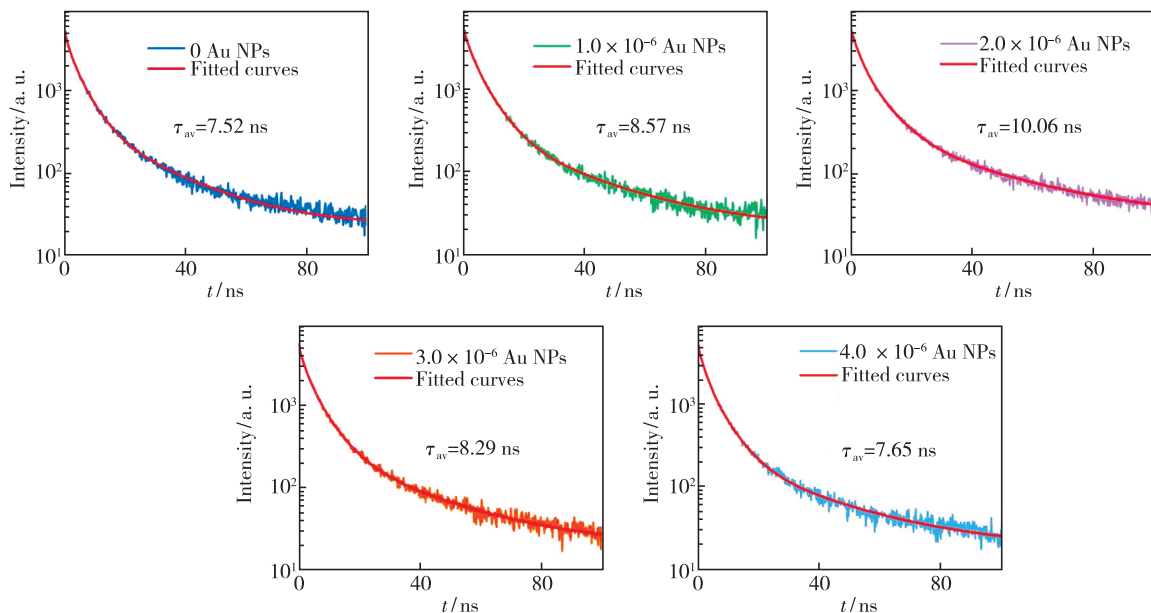 0 Au NPs
Fitted curves
τav=7.52 ns
Intensity/a. u.
10³
10²
10¹
0
40
80
t/ns
1.0 × 10⁻⁶ Au NPs
Fitted curves
τav=8.57 ns
Intensity/a. u.
10³
10²
10¹
0
40
80
t/ns
2.0 × 10⁻⁶ Au NPs
Fitted curves
τav=10.06 ns
Intensity/a. u.
10³
10²
10¹
0
40
80
t/ns
3.0 × 10⁻⁶ Au NPs
Fitted curves
τav=8.29 ns
Intensity/a. u.
10³
10²
10¹
0
40
80
t/ns
4.0 × 10⁻⁶ Au NPs
Fitted curves
τav=7.65 ns
Intensity/a. u.
10³
10²
10¹
0
40
80
t/ns